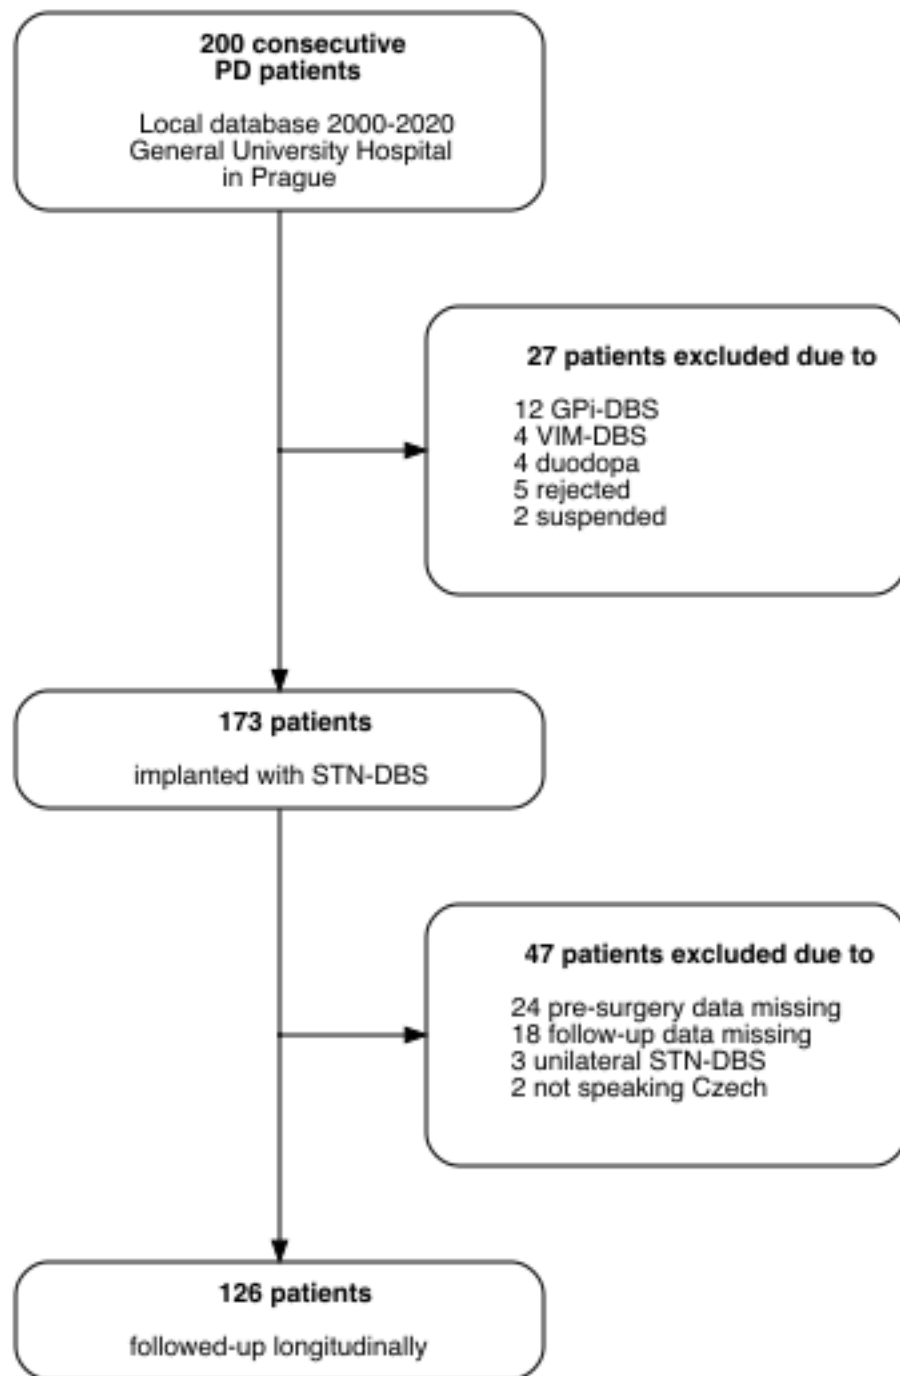 200 consecutive
PD patients
Local database 2000-2020
General University Hospital
in Prague
27 patients excluded due to
12 GPi-DBS
4 VIM-DBS
4 duodopa
5 rejected
2 suspended
173 patients
implanted with STN-DBS
47 patients excluded due to
24 pre-surgery data missing
18 follow-up data missing
3 unilateral STN-DBS
2 not speaking Czech
126 patients
followed-up longitudinally